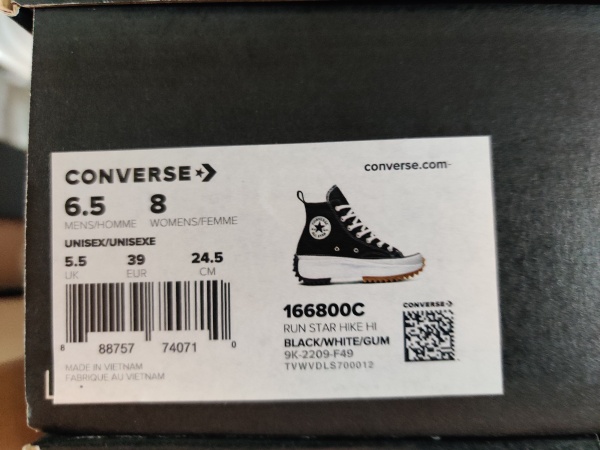 CONVERSE
converse.com
6.5 8
MENS/HOMME WOMENS/FEMME
UNISEX/UNISEXE
5.5 39 24.5
UK EUR CM
8 88757 74071 0
MADE IN VIETNAM
FABRIQUE AU VIETNAM
166800C
RUN STAR HIKE HI
BLACK/WHITE/GUM
9K-2209-F49
TVWVDLS700012
CONVERSE